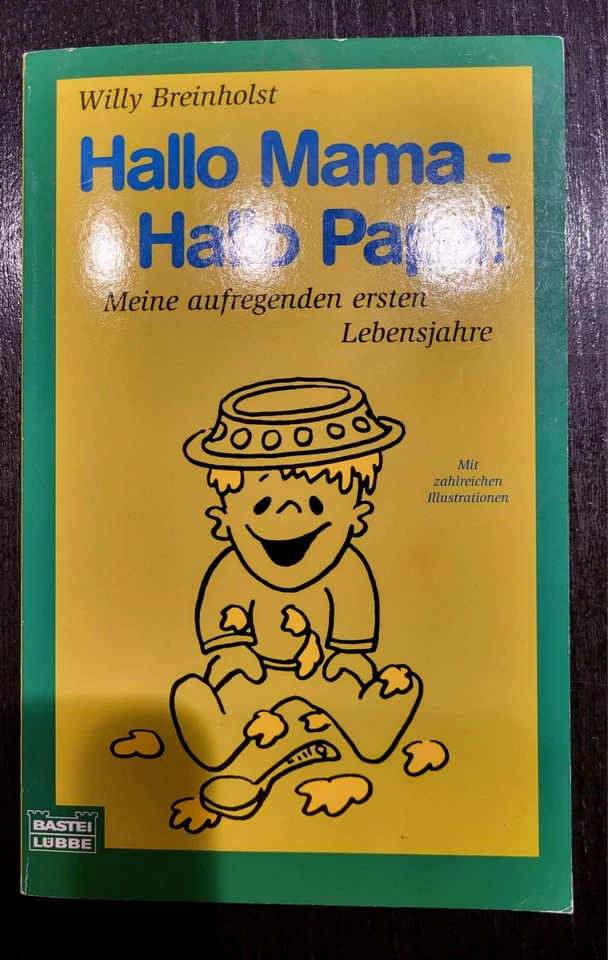 Willy Breinholst
Hallo Mama -
Hallo Papa!
Meine aufregenden ersten
Lebensjahre
Mit
zahlreichen
Illustrationen
BASTEI
LÜBBE